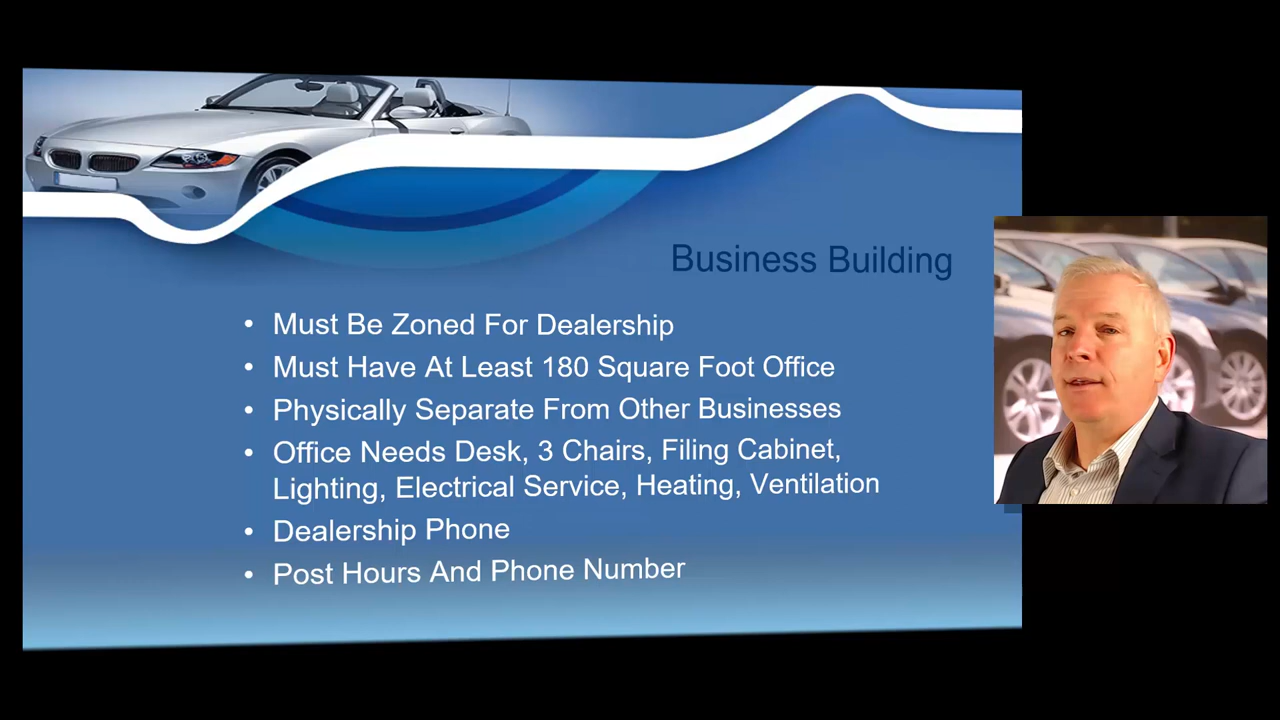 Business Building
• Must Be Zoned For Dealership
• Must Have At Least 180 Square Foot Office
• Physically Separate From Other Businesses
• Office Needs Desk, 3 Chairs, Filing Cabinet,
Lighting, Electrical Service, Heating, Ventilation
• Dealership Phone
• Post Hours And Phone Number